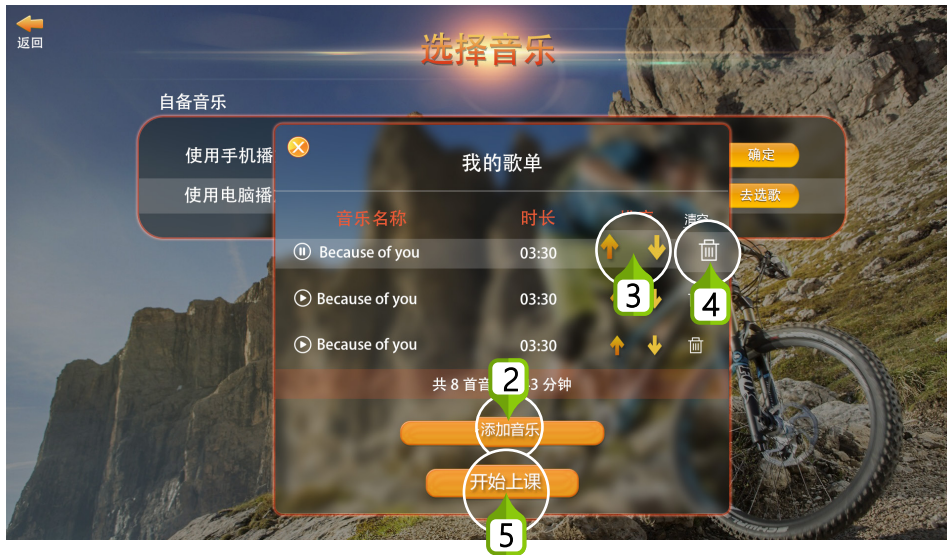 返回
选择音乐
自备音乐
使用手机播
确定
使用电脑播
去选歌
我的歌单
音乐名称 时长 清空
Because of you 03:30
3
4
Because of you 03:30
Because of you 03:30
共 8 首音 3 分钟
2
添加音乐
开始上课
5